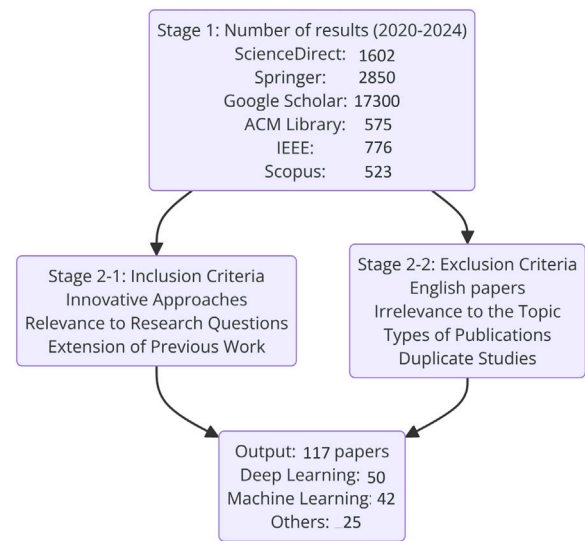 Stage 1: Number of results (2020-2024)
ScienceDirect: 1602
Springer: 2850
Google Scholar: 17300
ACM Library: 575
IEEE: 776
Scopus: 523
Stage 2-1: Inclusion Criteria
Innovative Approaches
Relevance to Research Questions
Extension of Previous Work
Stage 2-2: Exclusion Criteria
English papers
Irrelevance to the Topic
Types of Publications
Duplicate Studies
Output: 117 papers
Deep Learning: 50
Machine Learning: 42
Others: 25